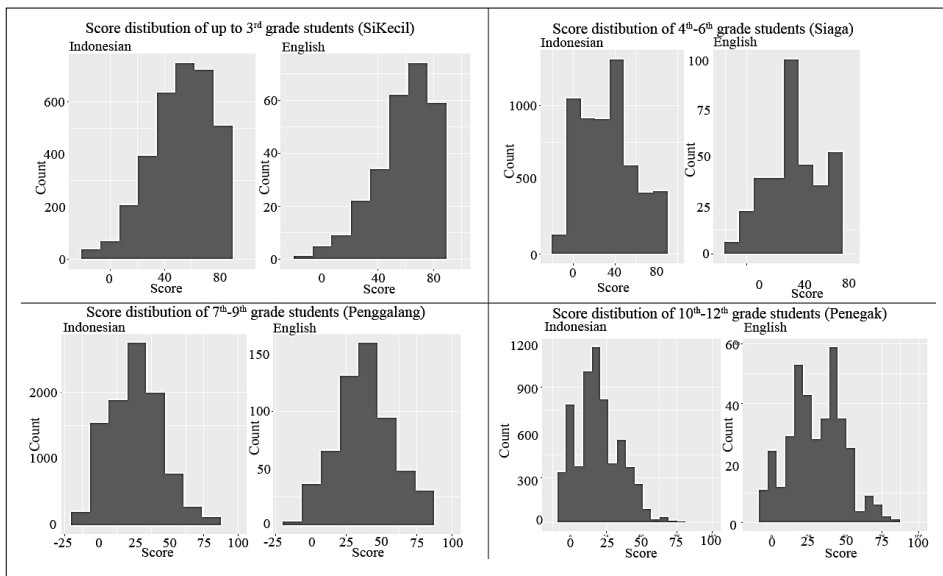 Score distibution of up to 3rd grade students (SiKecil)
Indonesian
English
Count
600
400
200
0
0
40
80
Score
Count
60
40
20
0
0
40
80
Score
Score distibution of 4th-6th grade students (Siaga)
Indonesian
English
Count
1000
500
0
0
40
80
Score
Count
100
75
50
25
0
0
40
80
Score
Score distibution of 7th-9th grade students (Penggalang)
Indonesian
English
Count
2000
1000
0
-25
0
25
50
75
100
Score
Count
150
100
50
0
-25
0
25
50
75
100
Score
Score distibution of 10th-12th grade students (Penegak)
Indonesian
English
Count
1200
900
600
300
0
0
25
50
75
100
Score
Count
60
40
20
0
0
25
50
75
100
Score